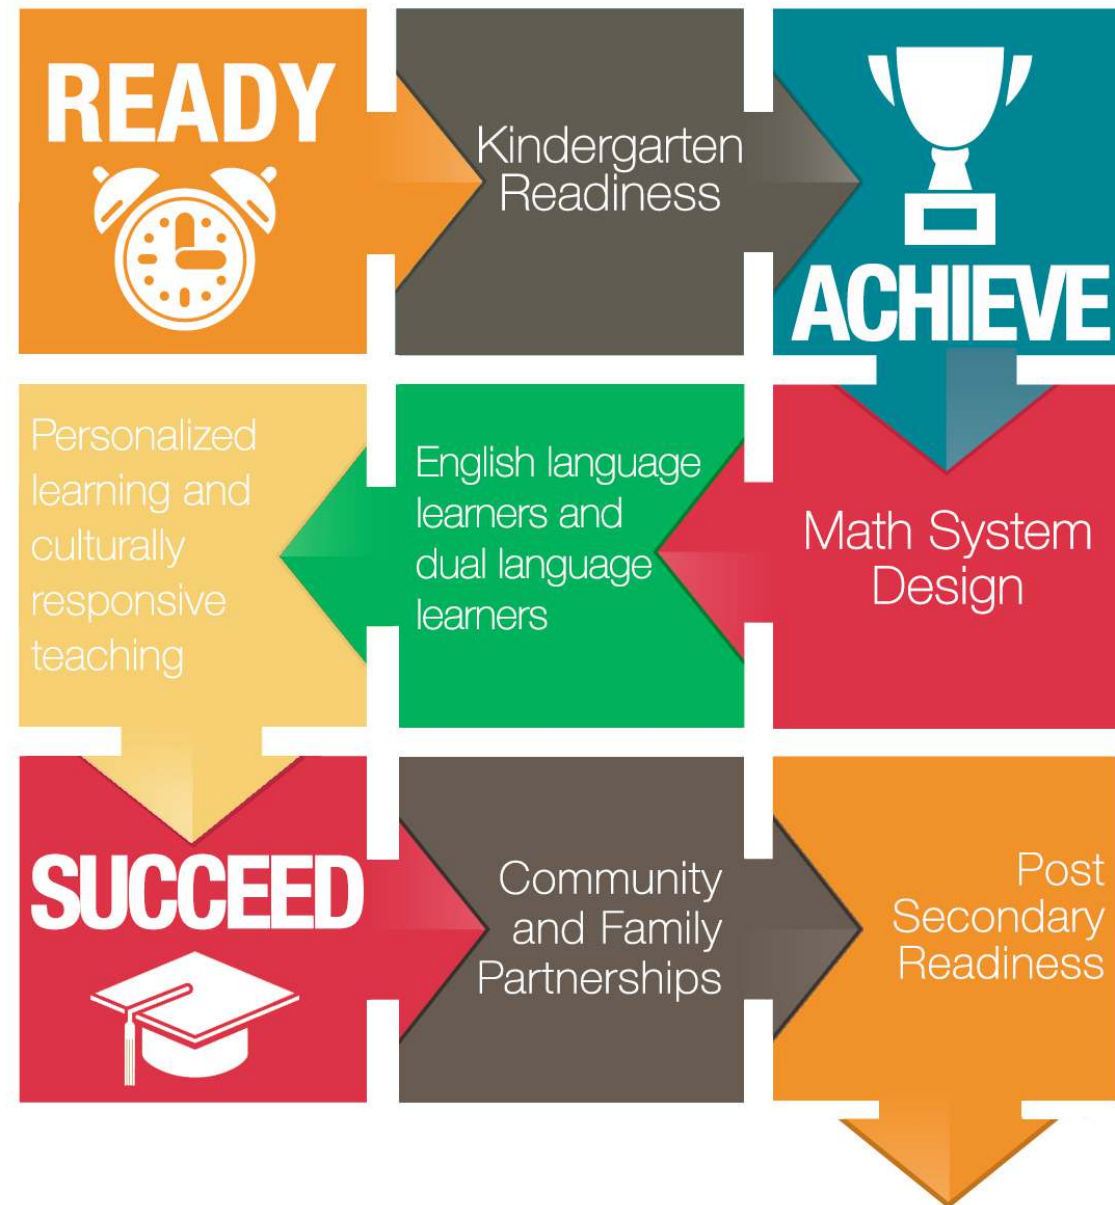 READY
Kindergarten
Readiness
ACHIEVE
Math System
Design
English language
learners and
dual language
learners
Personalized
learning and
culturally
responsive
teaching
SUCCEED
Community
and Family
Partnerships
Post
Secondary
Readiness